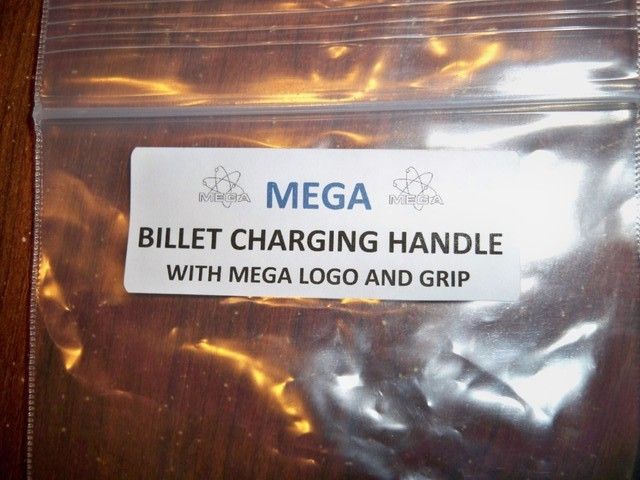 MEGA MEGA MEGA
BILLET CHARGING HANDLE
WITH MEGA LOGO AND GRIP